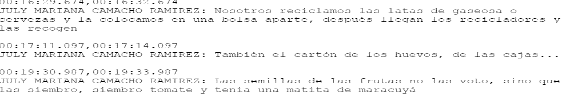 00:16:29.674,00:16:32.674
JULY MARIANA CAMACHO RAMIREZ: Nosotros reciclamos las latas de gaseosa o
cervezas y la colocamos en una bolsa aparte, después llegan los recicladores y
las recogen
00:17:11.097,00:17:14.097
JULY MARIANA CAMACHO RAMIREZ: También el cartón de los huevos, de las cajas...
00:19:30.907,00:19:33.907
JULY MARIANA CAMACHO RAMIREZ: Las semillas de las frutas no las voto, sino que
las siembro, siembro tomate y tenía una matita de maracuyá